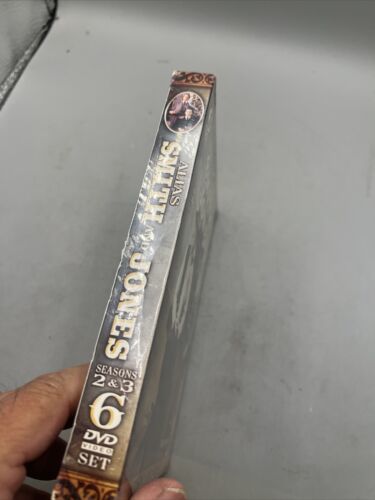 ALIAS
SMITH AND JONES
SEASONS
2 & 3
6
DVD
VIDEO
SET